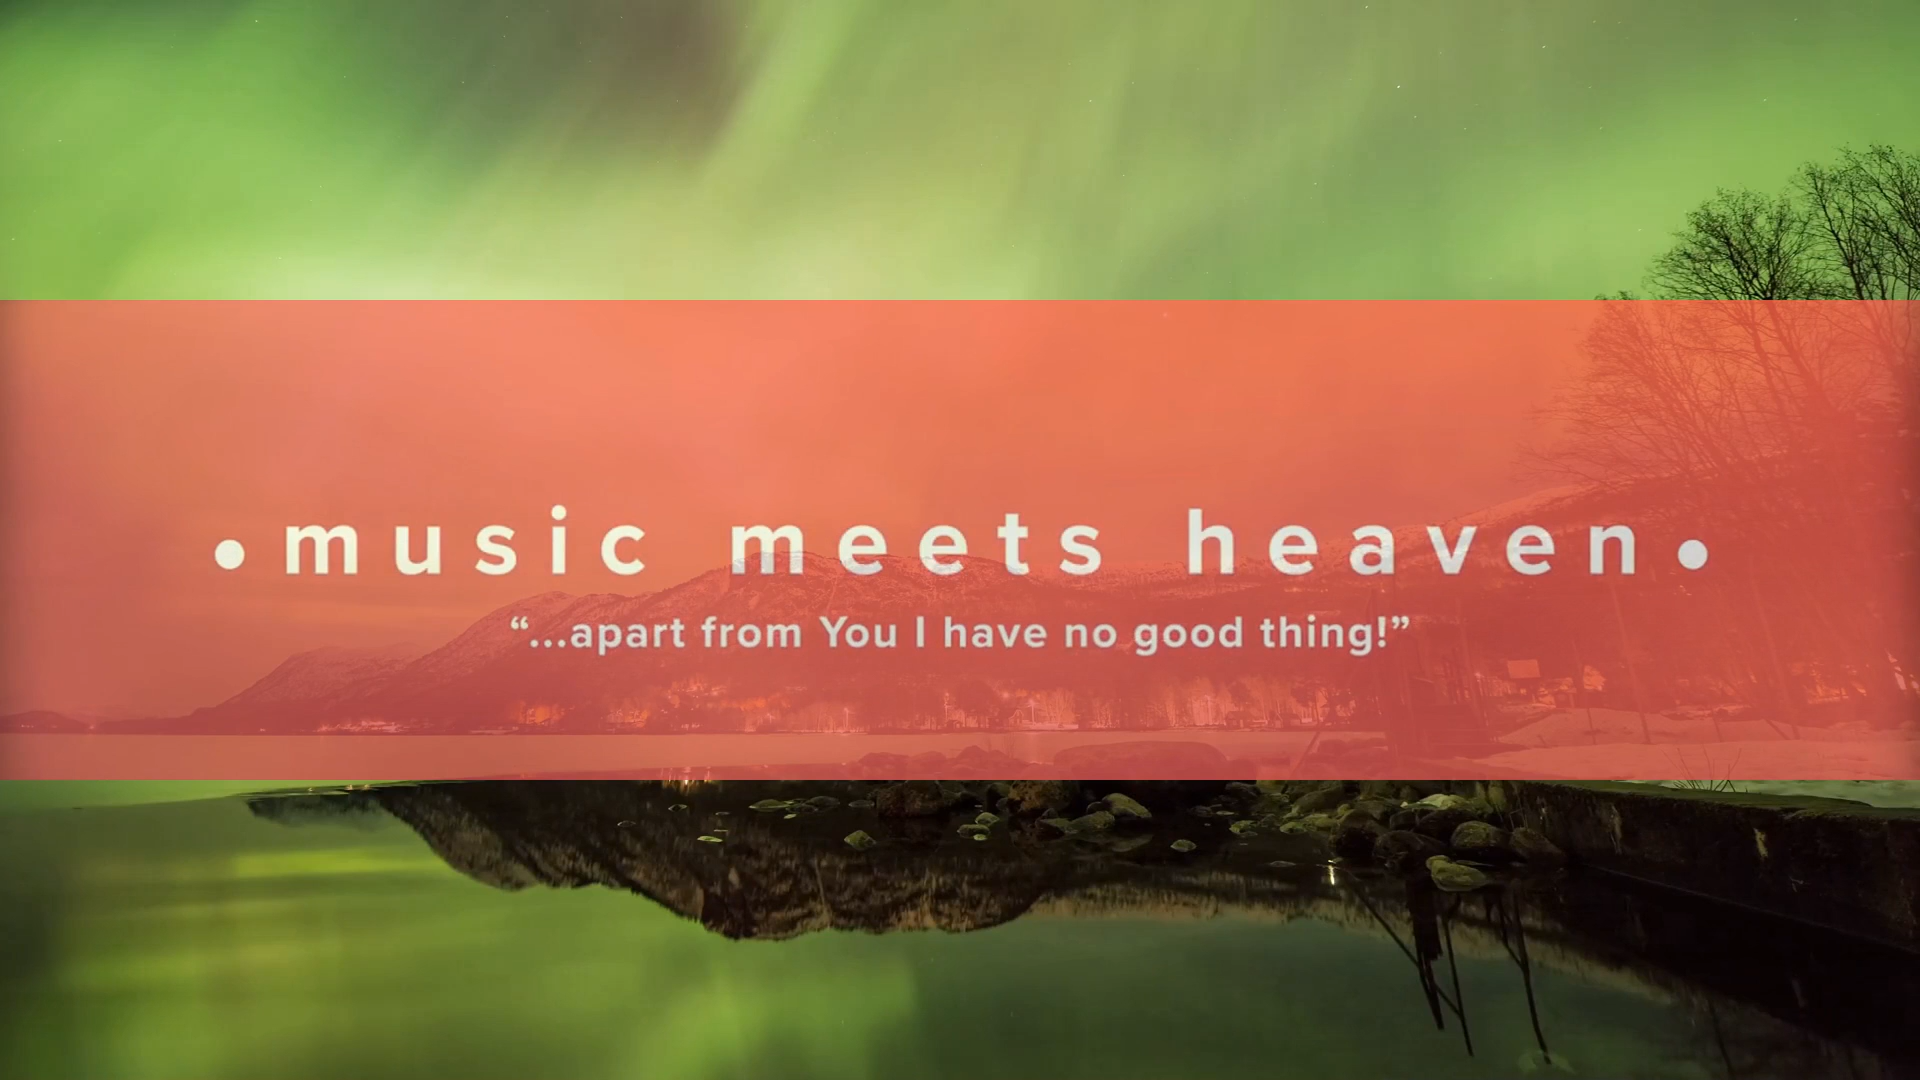 •music meets heaven•
“...apart from You I have no good thing!”